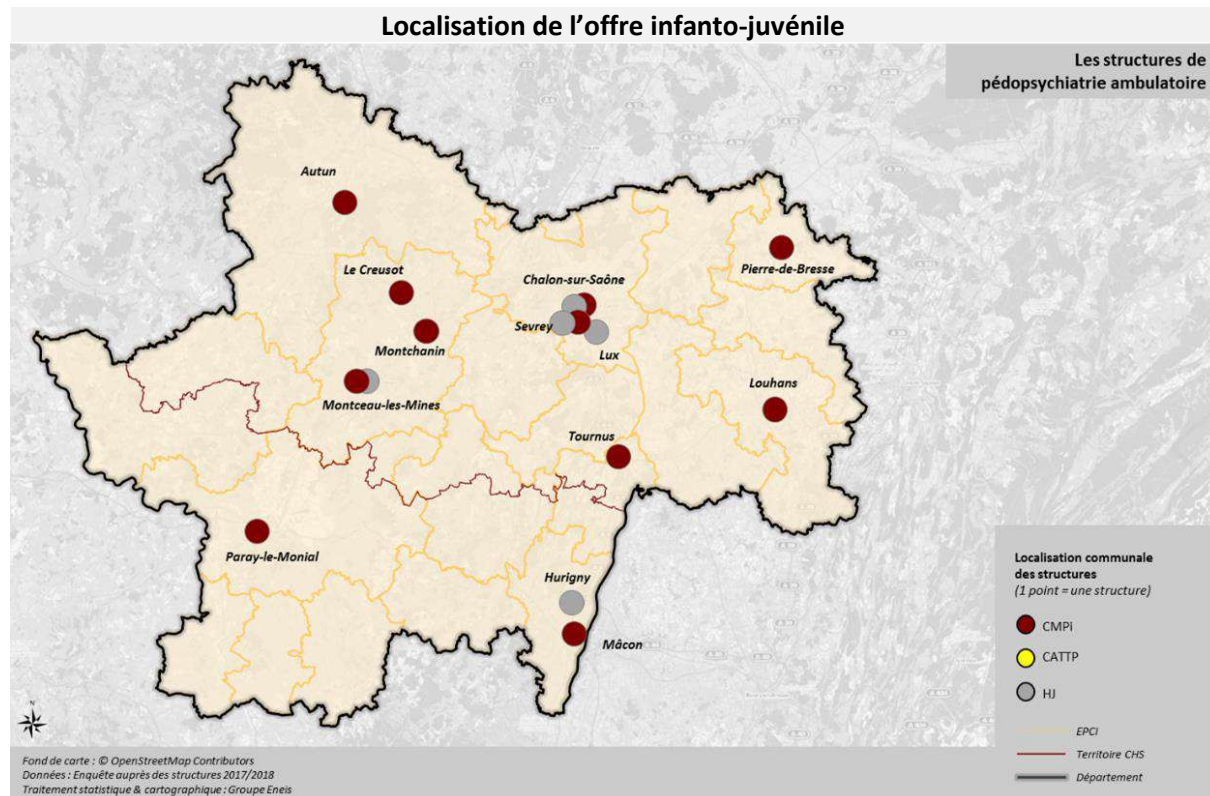 Localisation de l’offre infanto-juvénile
Les structures de
pédopsychiatrie ambulatoire
Autun
Le Creusot
Montchanin
Montceau-les-Mines
Chalon-sur-Saône
Sevrey
Lux
Pierre-de-Bresse
Louhans
Tournus
Paray-le-Monial
Hurigny
Mâcon
Localisation communale
des structures
(1 point = une structure)
CMPi
CATTP
HJ
EPCI
Territoire CHS
Département
N
Fond de carte : © OpenStreetMap Contributors
Données : Enquête auprès des structures 2017/2018
Traitement statistique & cartographique : Groupe Eneis